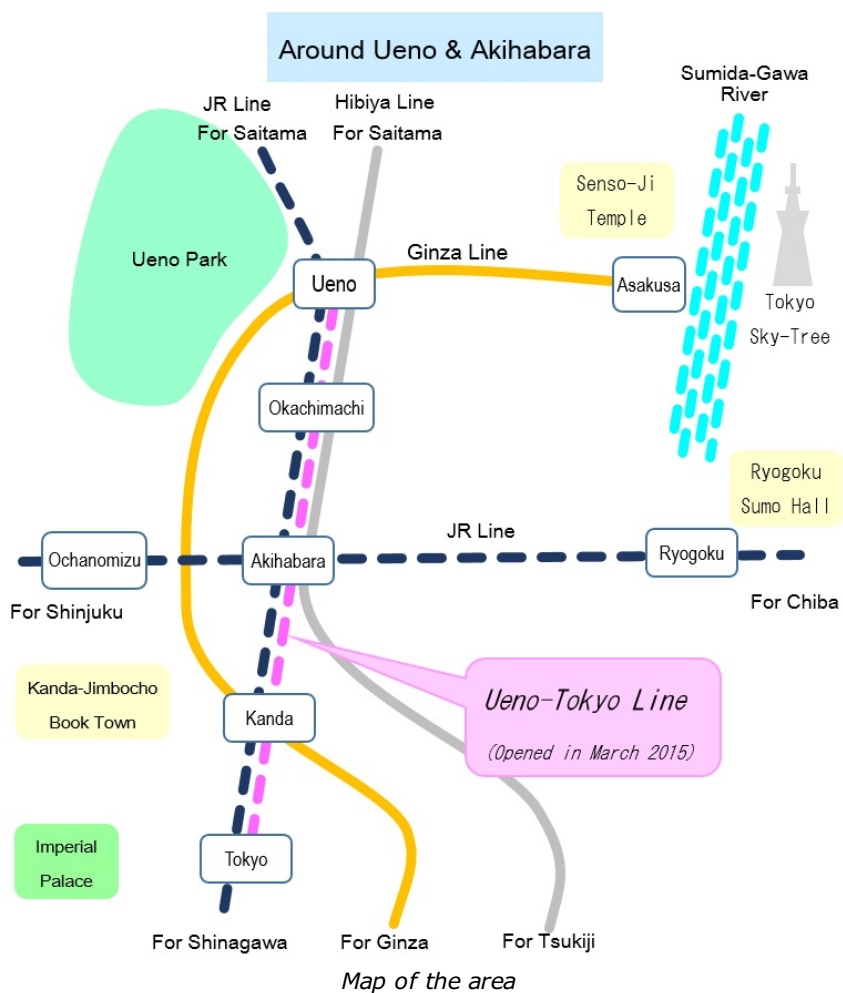 Around Ueno & Akihabara
Sumida-Gawa
River
JR Line
For Saitama
Hibiya Line
For Saitama
Senso-Ji
Temple
Ueno Park
Ginza Line
Ueno
Asakusa
Tokyo
Sky-Tree
Okachimachi
Ryogoku
Sumo Hall
JR Line
Ochanomizu
Akihabara
Ryogoku
For Shinjuku
For Chiba
Kanda-Jimbocho
Book Town
Ueno-Tokyo Line
(Opened in March 2015)
Kanda
Imperial
Palace
Tokyo
For Shinagawa
For Ginza
For Tsukiji
Map of the area